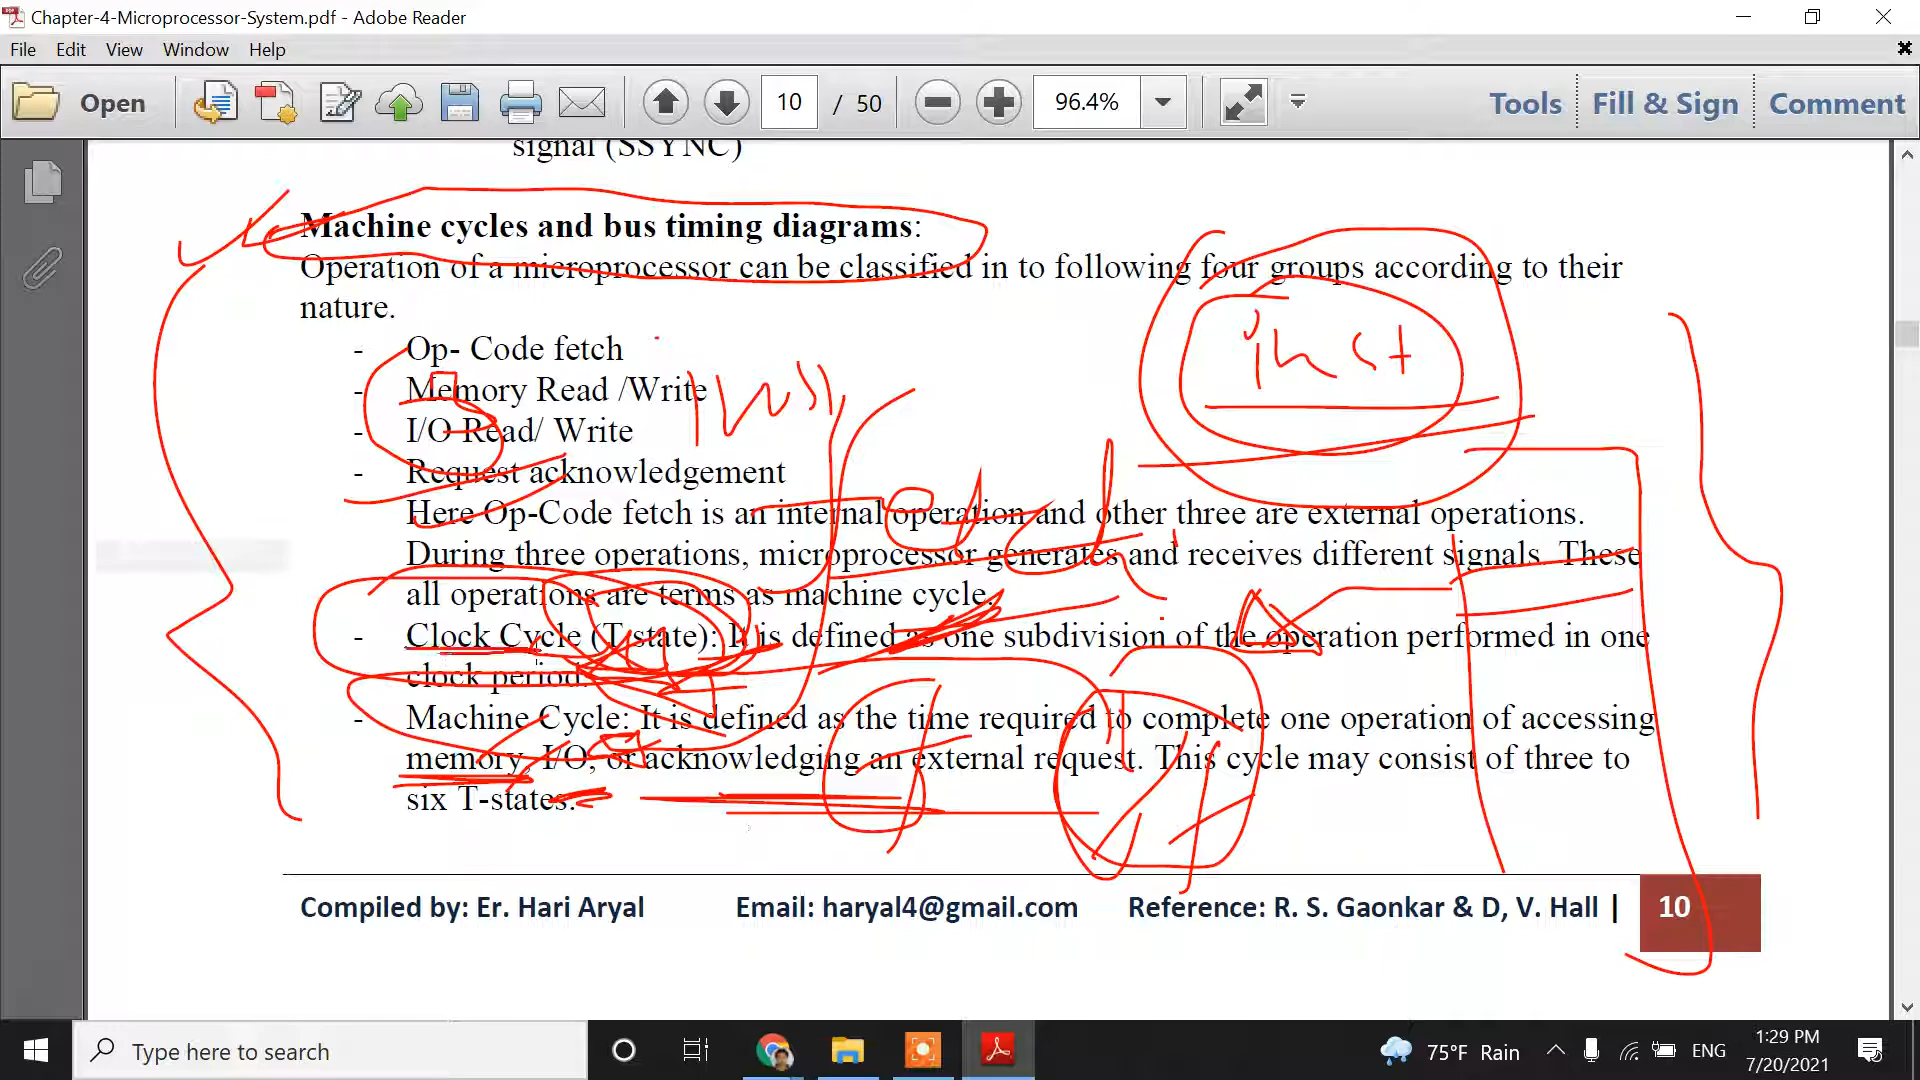 Chapter-4-Microprocessor-System.pdf - Adobe Reader
File Edit View Window Help
Open 10 / 50 96.4% Tools Fill & Sign Comment
signal (SSYNC)
Machine cycles and bus timing diagrams:
Operation of a microprocessor can be classified in to following four groups according to their
nature.
- Op- Code fetch
- Memory Read /Write
- I/O Read/ Write
- Request acknowledgement
inst
Here Op-Code fetch is an internal operation and other three are external operations.
During three operations, microprocessor generates and receives different signals. These
all operations are terms as machine cycle.
- Clock Cycle (T state): It is defined as one subdivision of the operation performed in one
clock period.
- Machine Cycle: It is defined as the time required to complete one operation of accessing
memory, I/O, or acknowledging an external request. This cycle may consist of three to
six T-states.
Compiled by: Er. Hari Aryal Email: haryal4@gmail.com Reference: R. S. Gaonkar & D, V. Hall | 10
Type here to search 75°F Rain ENG 1:29 PM
7/20/2021